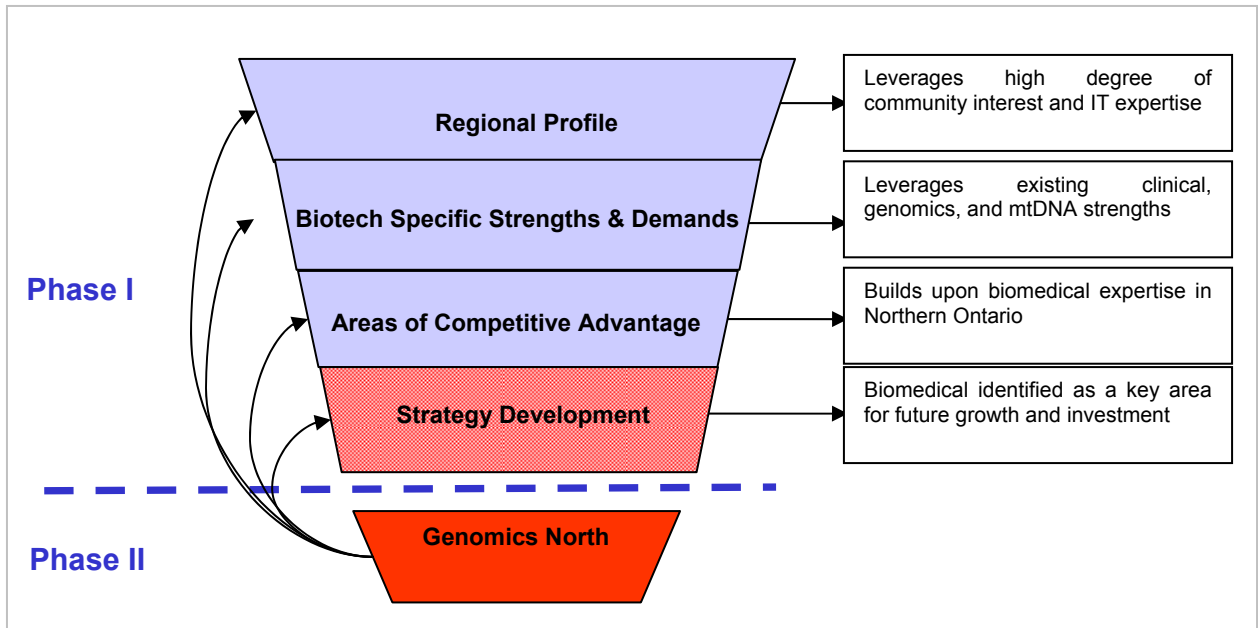 Regional Profile
Leverages high degree of
community interest and IT expertise
Biotech Specific Strengths & Demands
Leverages existing clinical,
genomics, and mtDNA strengths
Phase I
Areas of Competitive Advantage
Builds upon biomedical expertise in
Northern Ontario
Strategy Development
Biomedical identified as a key area
for future growth and investment
Phase II
Genomics North